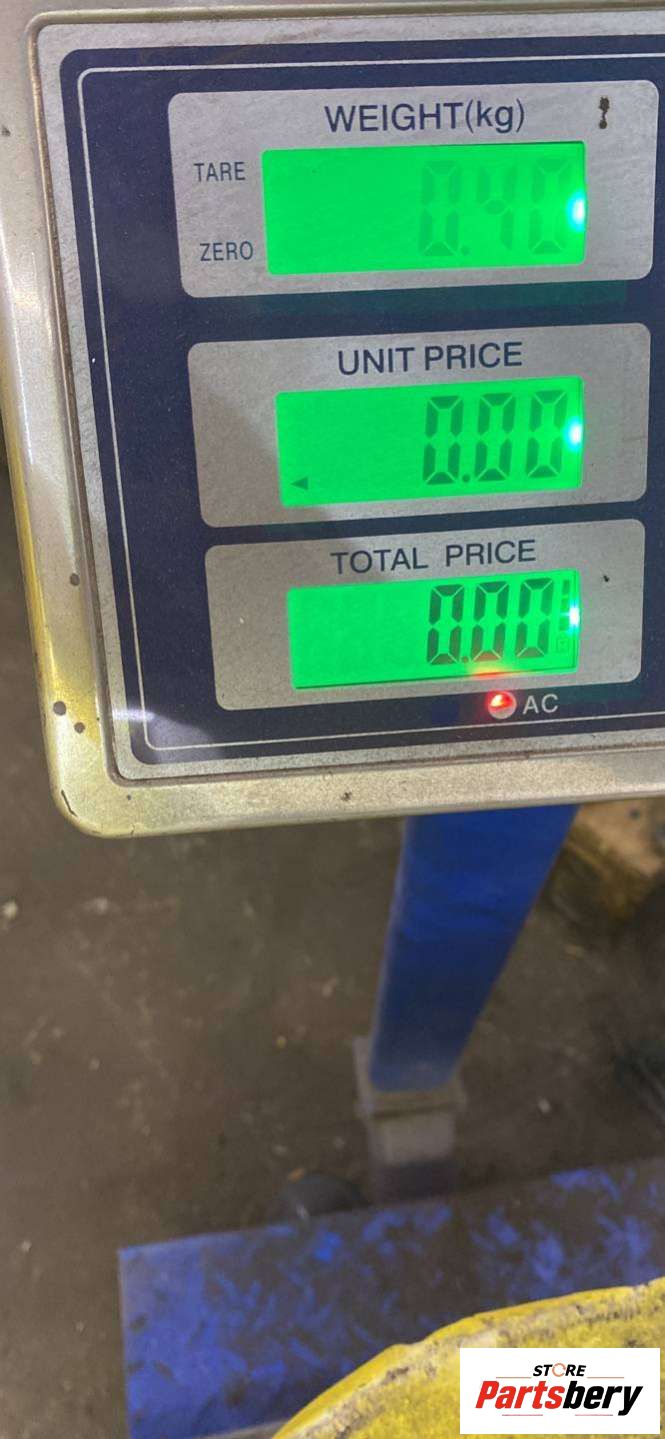 WEIGHT(kg)
TARE
0.40
ZERO
UNIT PRICE
0.00
TOTAL PRICE
0.00
AC
STORE
Partsbery